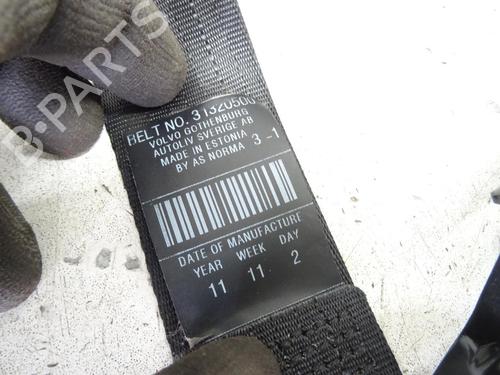 B-PARTS
BELT NO. 31320500
VOLVO GOTHENBURG
AUTOLIV SVERIGE AB
MADE IN ESTONIA
BY AS NORMA 3 -1
DATE OF MANUFACTURE
YEAR WEEK DAY
11 11 2